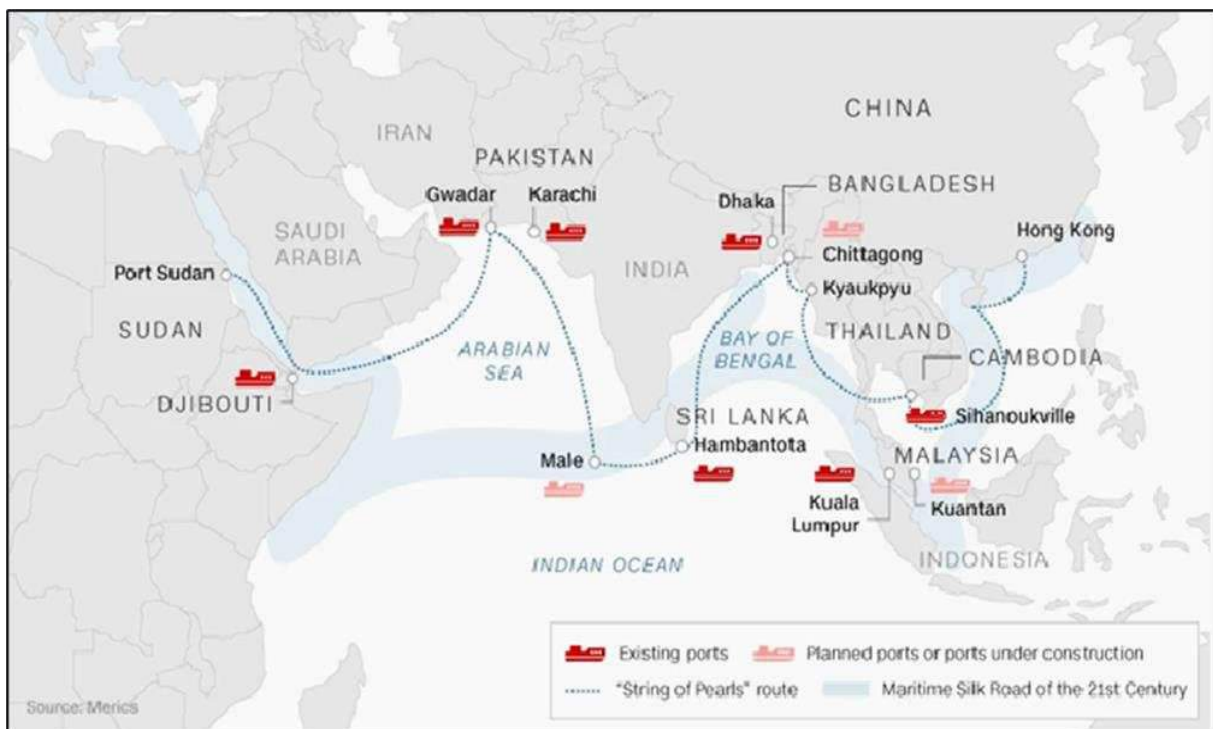 CHINA
IRAN
PAKISTAN
Gwadar
Karachi
Dhaka
BANGLADESH
Hong Kong
SAUDI
ARABIA
INDIA
Chittagong
Port Sudan
Kyaukpyu
SUDAN
THAILAND
ARABIAN
SEA
BAY OF
BENGAL
CAMBODIA
DJIBOUTI
SRI LANKA
Sihanoukville
Male
Hambantota
MALAYSIA
Kuala
Lumpur
Kuantan
INDIAN OCEAN
INDONESIA
Existing ports
Planned ports or ports under construction
"String of Pearls" route
Maritime Silk Road of the 21st Century
Source: Merics